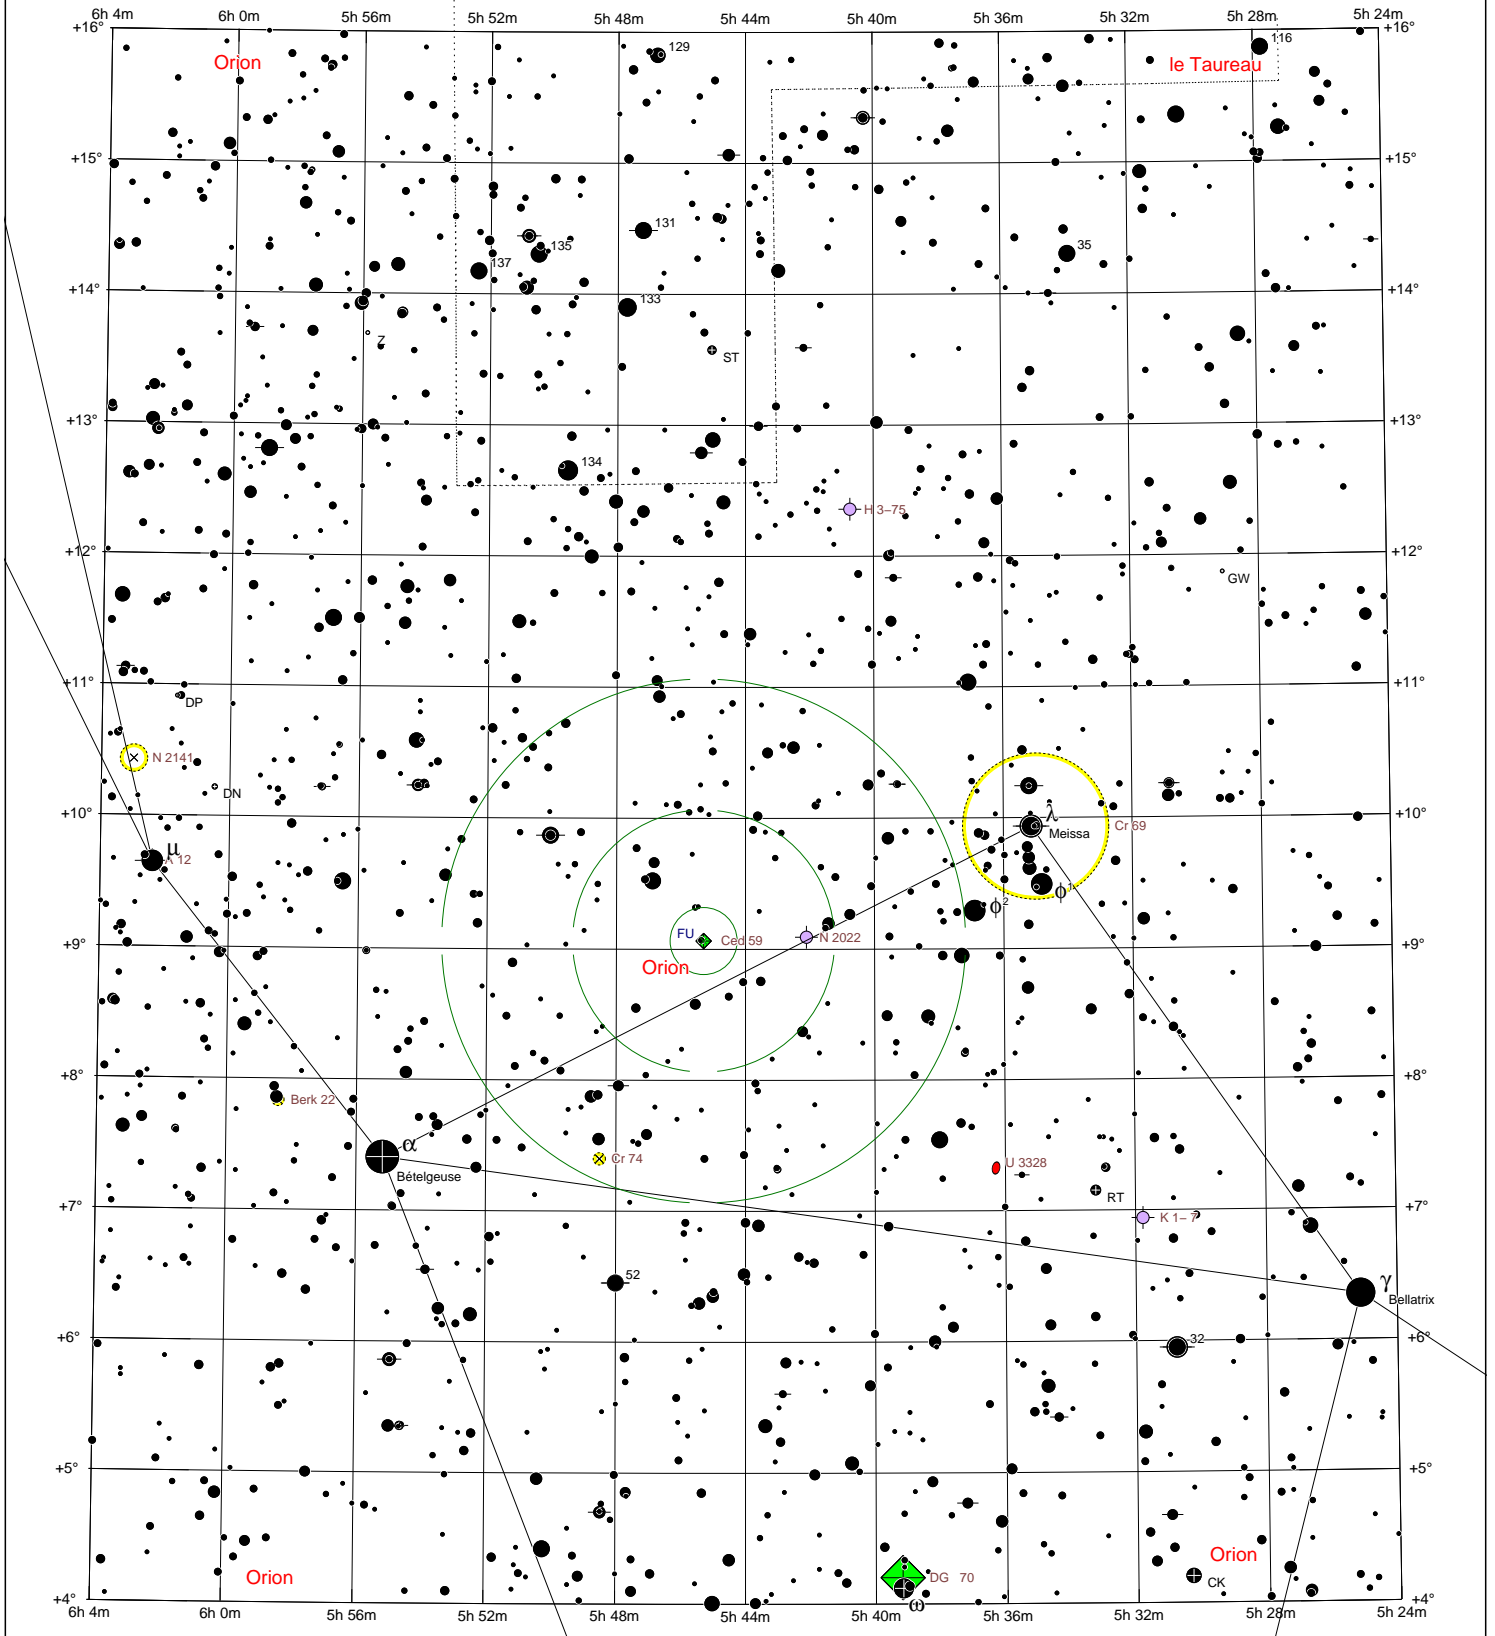 6h 4m 6h 0m 5h 56m 5h 52m 5h 48m 5h 44m 5h 40m 5h 36m 5h 32m 5h 28m 5h 24m
+16° +16°
129 116
Orion le Taureau
+15° +15°
131
135 35
137
+14° +14°
133
Z ST
+13° +13°
134
H 3–75
+12° +12°
GW
+11° +11°
DP
N 2141
DN
+10° +10°
λ
Meissa Cr 69
μ
12
ϕ¹
ϕ²
FU Ced 59 N 2022
+9° +9°
Orion
+8° +8°
Berk 22
α
Cr 74 U 3328
Bételgeuse
RT
+7° +7°
K 1–7
52 γ
Bellatrix
+6° +6°
32
+5° +5°
Orion
Orion DG 70 CK
+4° +4°
ω
6h 4m 6h 0m 5h 56m 5h 52m 5h 48m 5h 44m 5h 40m 5h 36m 5h 32m 5h 28m 5h 24m